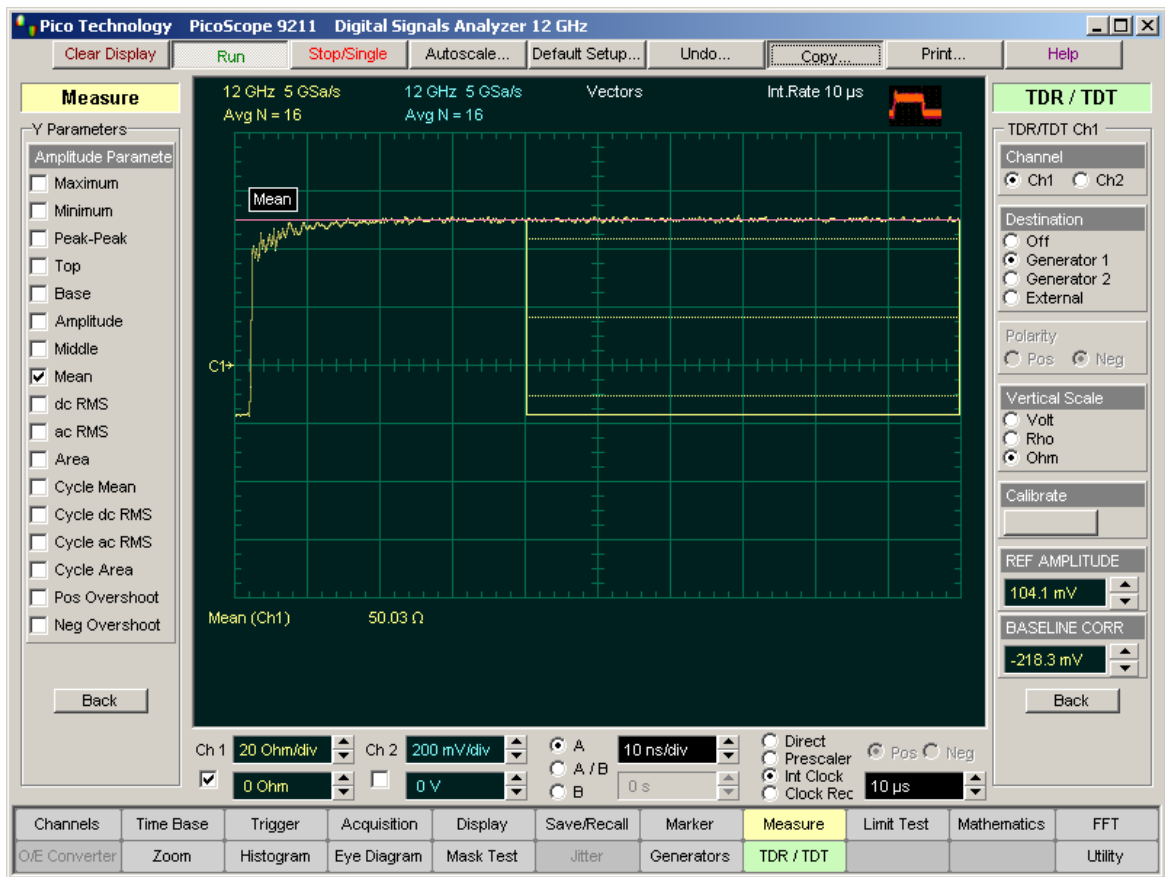 Pico Technology PicoScope 9211 Digital Signals Analyzer 12 GHz
Clear Display Run Stop/Single Autoscale... Default Setup... Undo... Copy... Print... Help
Measure
Y Parameters
Amplitude Paramete
Maximum
Minimum
Peak-Peak
Top
Base
Amplitude
Middle
Mean
dc RMS
ac RMS
Area
Cycle Mean
Cycle dc RMS
Cycle ac RMS
Cycle Area
Pos Overshoot
Neg Overshoot
Back
12 GHz 5 GSa/s 12 GHz 5 GSa/s Vectors Int.Rate 10 µs
Avg N = 16 Avg N = 16
Mean
C1
Mean (Ch1) 50.03 Ω
TDR / TDT
TDR/TDT Ch1
Channel
Ch1 Ch2
Destination
Off
Generator 1
Generator 2
External
Polarity
Pos Neg
Vertical Scale
Volt
Rho
Ohm
Calibrate
REF AMPLITUDE
104.1 mV
BASELINE CORR
-218.3 mV
Back
Ch 1 20 Ohm/div Ch 2 200 mV/div A 10 ns/div Direct
Prescaler Pos Neg
A / B
0 Ohm 0 V B 0 s Int Clock
Clock Rec 10 µs
Channels Time Base Trigger Acquisition Display Save/Recall Marker Measure Limit Test Mathematics FFT
O/E Converter Zoom Histogram Eye Diagram Mask Test Jitter Generators TDR / TDT Utility